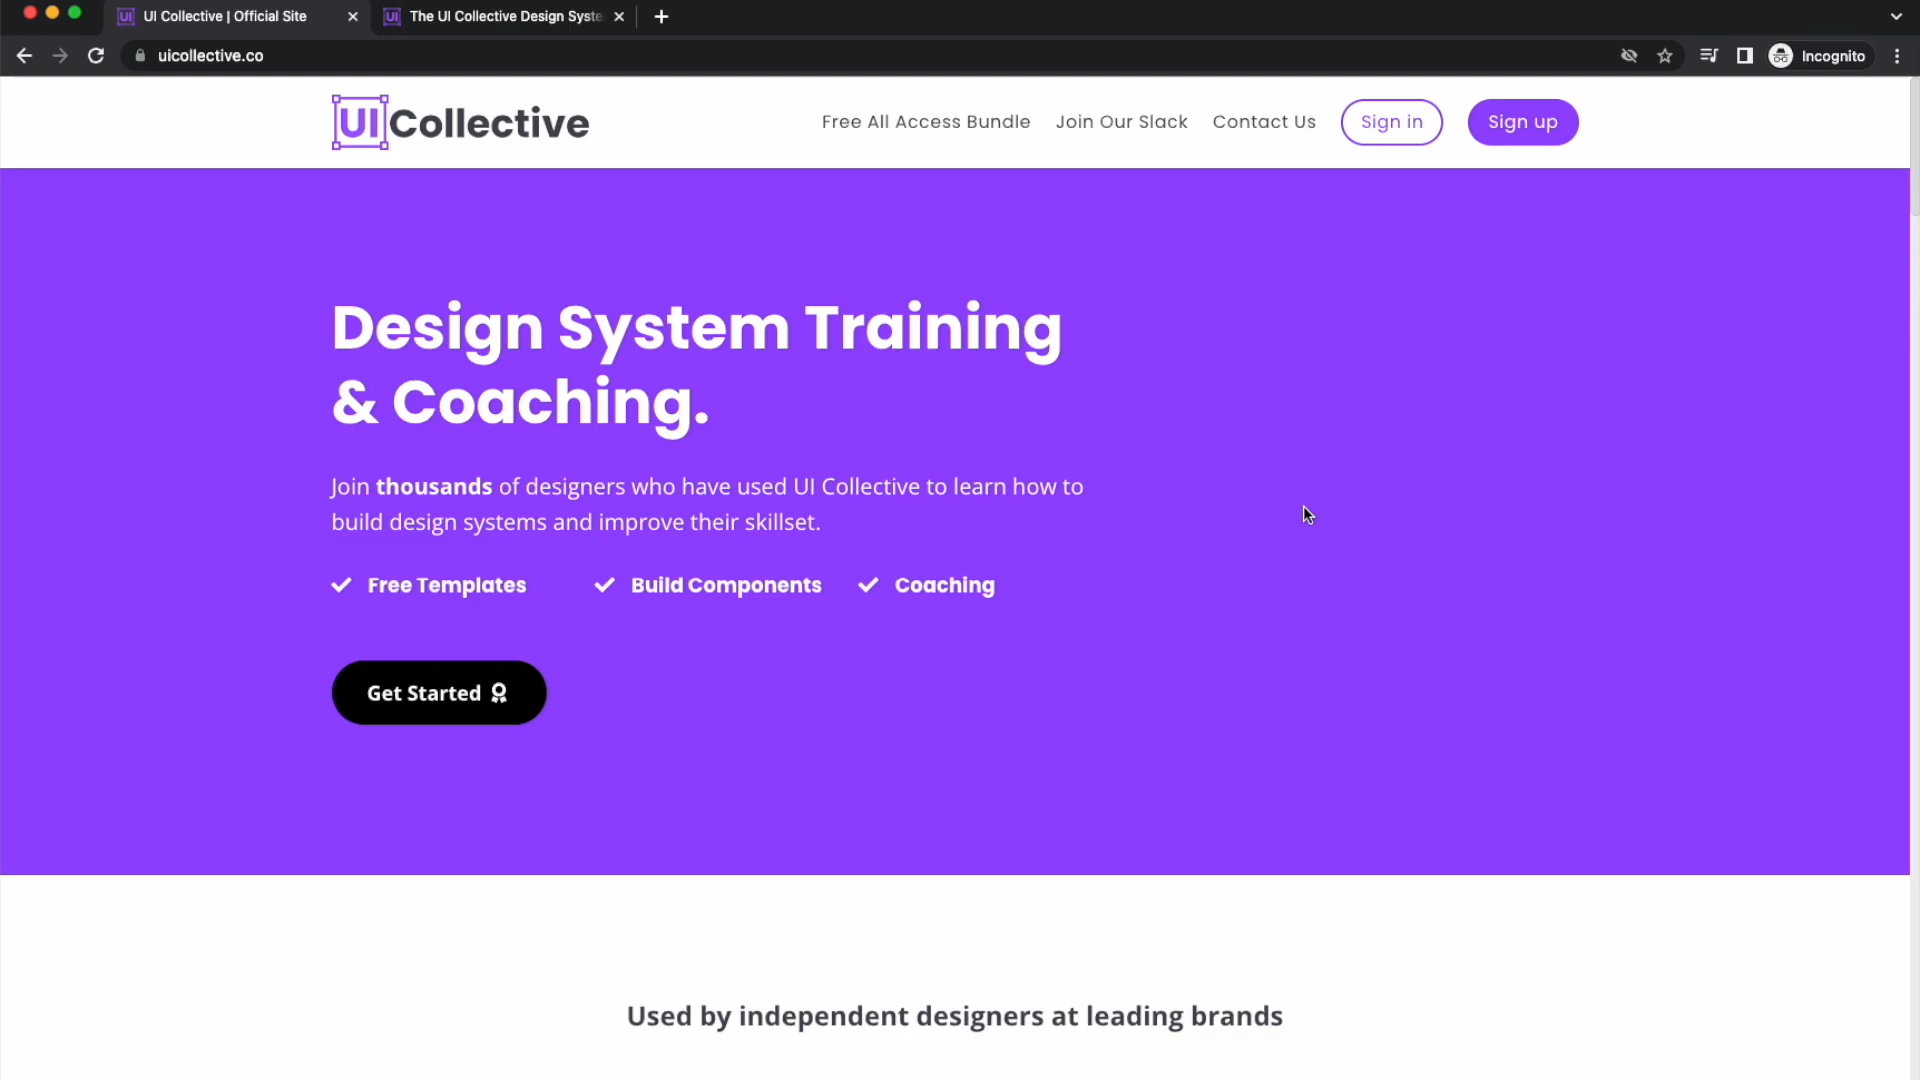 UI Collective | Official Site
The UI Collective Design Syste
uicollective.co
Incognito
UI Collective
Free All Access Bundle
Join Our Slack
Contact Us
Sign in
Sign up
Design System Training
& Coaching.
Join thousands of designers who have used UI Collective to learn how to
build design systems and improve their skillset.
Free Templates
Build Components
Coaching
Get Started
Used by independent designers at leading brands